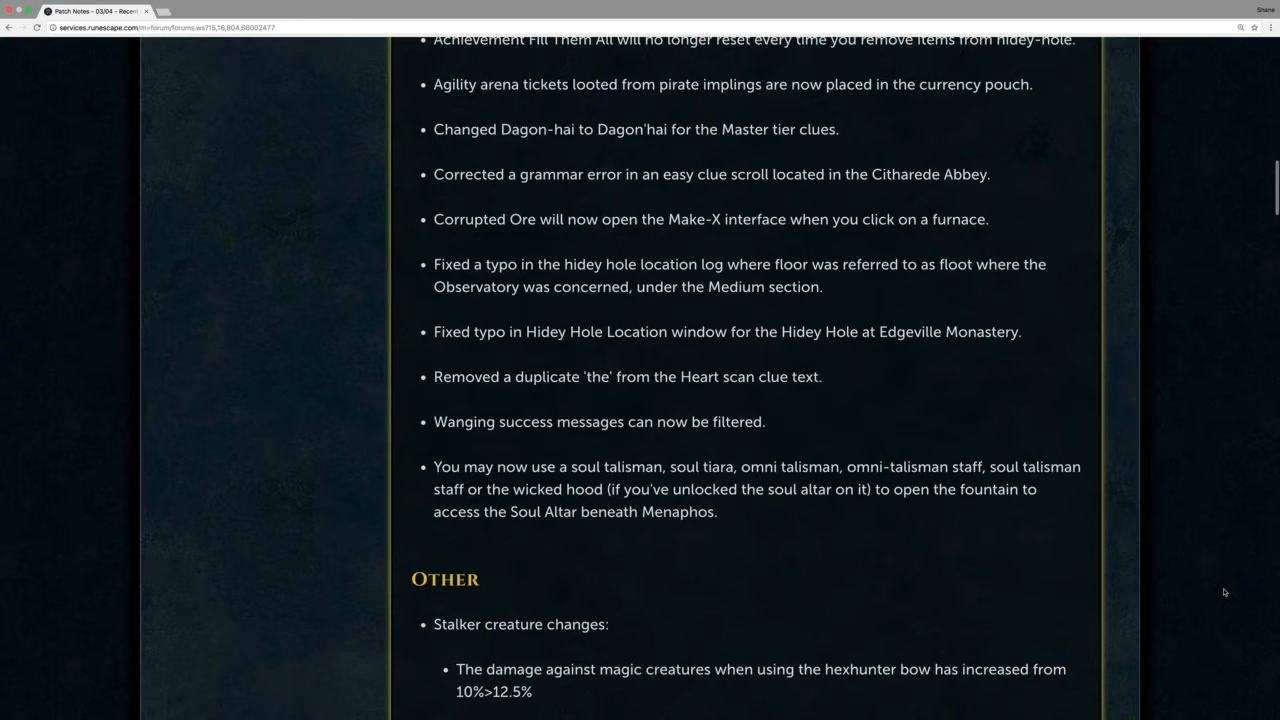 Patch Notes - 03/04 - Recent
Shane
services.runescape.com/m=forum/forums.ws?15,16,804,66002477
• Achievement Fill Them All will no longer reset every time you remove items from hidey-hole.
• Agility arena tickets looted from pirate implings are now placed in the currency pouch.
• Changed Dagon-hai to Dagon'hai for the Master tier clues.
• Corrected a grammar error in an easy clue scroll located in the Citharede Abbey.
• Corrupted Ore will now open the Make-X interface when you click on a furnace.
• Fixed a typo in the hidey hole location log where floor was referred to as floot where the
Observatory was concerned, under the Medium section.
• Fixed typo in Hidey Hole Location window for the Hidey Hole at Edgeville Monastery.
• Removed a duplicate 'the' from the Heart scan clue text.
• Wanging success messages can now be filtered.
• You may now use a soul talisman, soul tiara, omni talisman, omni-talisman staff, soul talisman
staff or the wicked hood (if you've unlocked the soul altar on it) to open the fountain to
access the Soul Altar beneath Menaphos.
Other
• Stalker creature changes:
• The damage against magic creatures when using the hexhunter bow has increased from
10%>12.5%